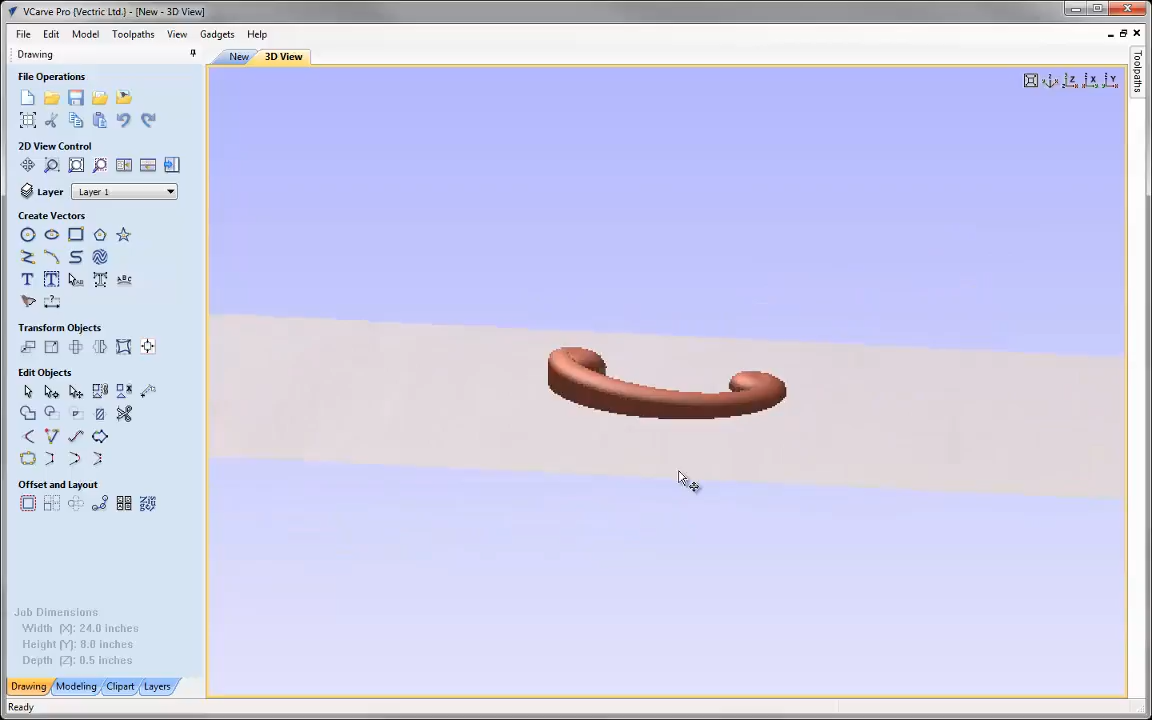 VCarve Pro {Vectric Ltd.} - [New - 3D View]
File Edit Model Toolpaths View Gadgets Help
Drawing
New 3D View
Toolpaths
File Operations
2D View Control
Layer Layer 1
Create Vectors
Transform Objects
Edit Objects
Offset and Layout
Job Dimensions
Width (X): 24.0 inches
Height (Y): 8.0 inches
Depth (Z): 0.5 inches
Drawing Modeling Clipart Layers
Ready